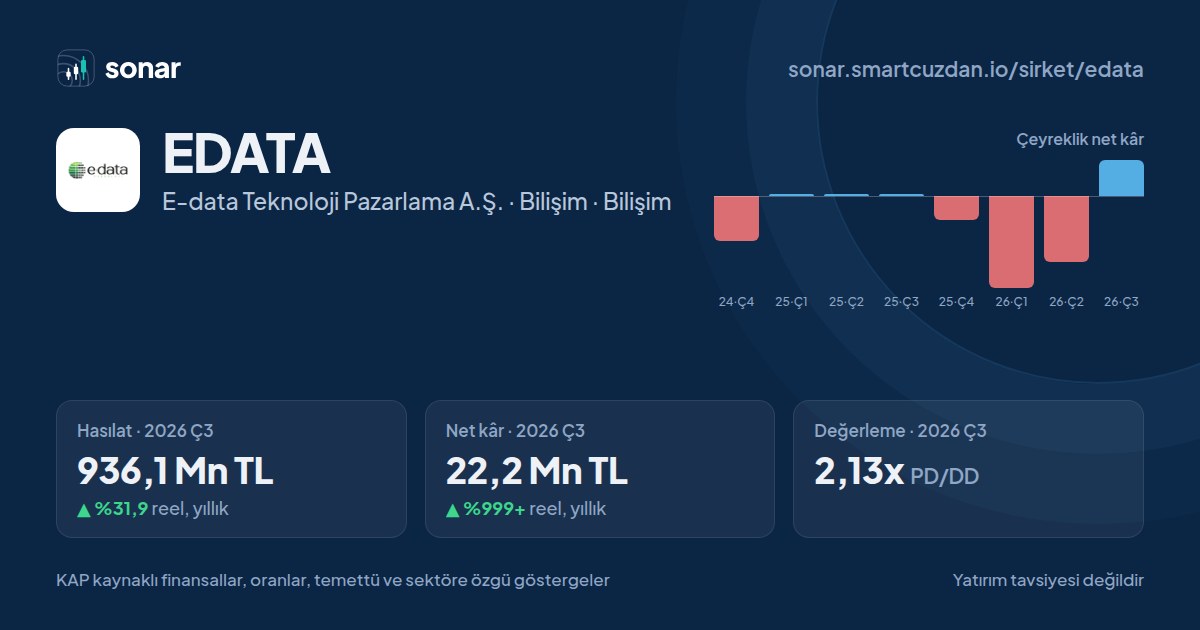 sonar
sonar.smartcuzdan.io/sirket/edata
e-data
EDATA
E-data Teknoloji Pazarlama A.Ş. · Bilişim · Bilişim
Çeyreklik net kâr
24·Ç4 25·Ç1 25·Ç2 25·Ç3 25·Ç4 26·Ç1 26·Ç2 26·Ç3
Hasılat · 2026 Ç3
936,1 Mn TL
▲ %31,9 reel, yıllık
Net kâr · 2026 Ç3
22,2 Mn TL
▲ %999+ reel, yıllık
Değerleme · 2026 Ç3
2,13x PD/DD
KAP kaynaklı finansallar, oranlar, temettü ve sektöre özgü göstergeler
Yatırım tavsiyesi değildir